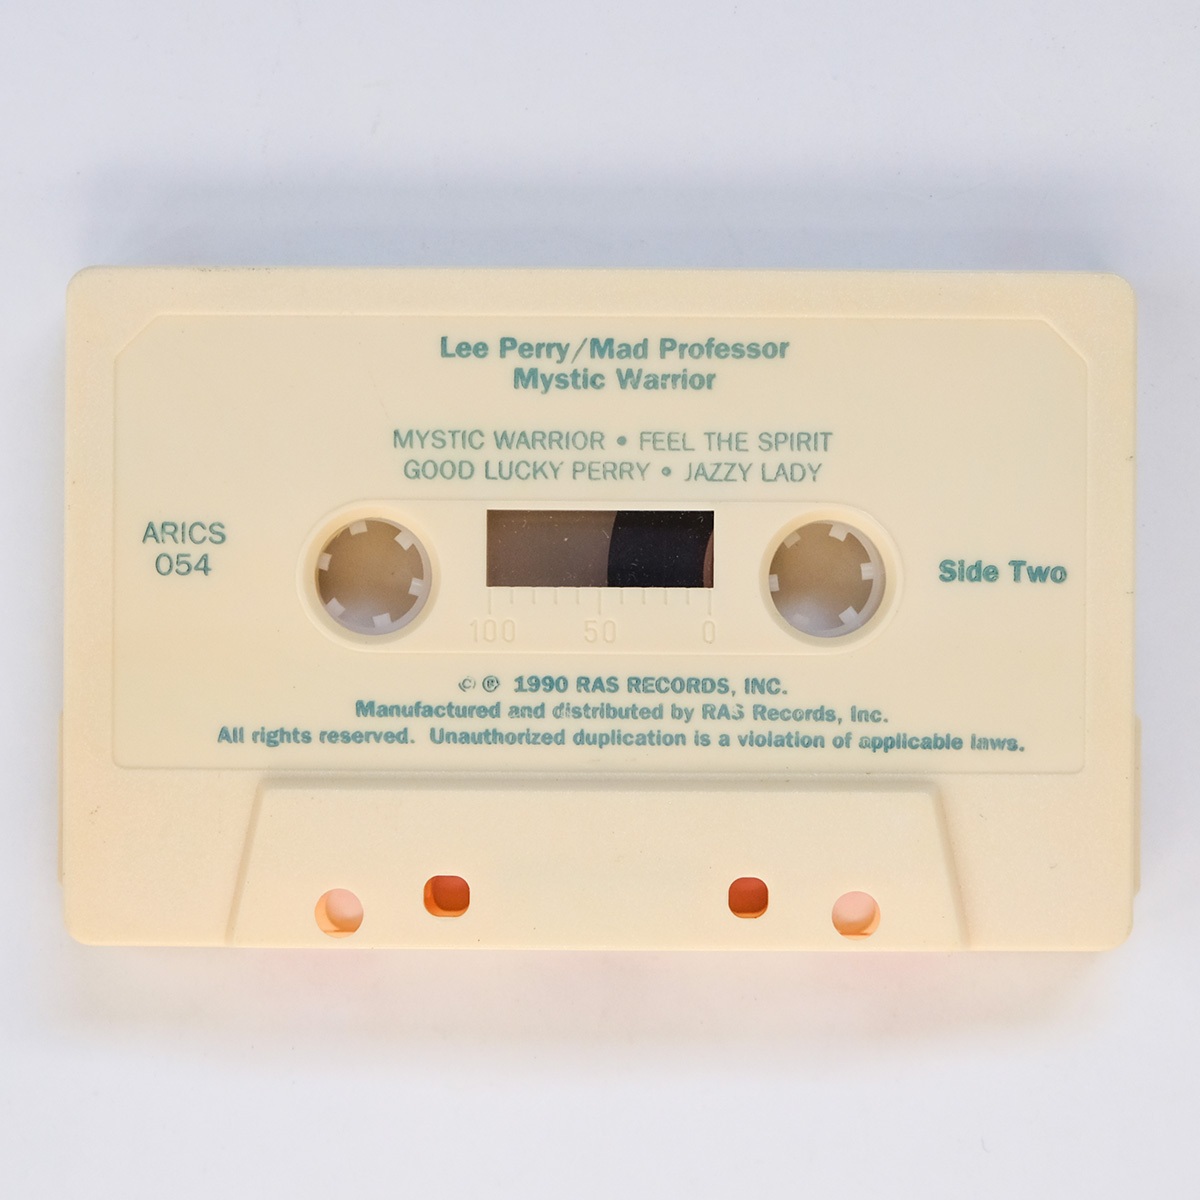 Lee Perry/Mad Professor
Mystic Warrior
MYSTIC WARRIOR • FEEL THE SPIRIT
GOOD LUCKY PERRY • JAZZY LADY
ARICS
054
Side Two
100 50 0
© ℗ 1990 RAS RECORDS, INC.
Manufactured and distributed by RAS Records, Inc.
All rights reserved. Unauthorized duplication is a violation of applicable laws.